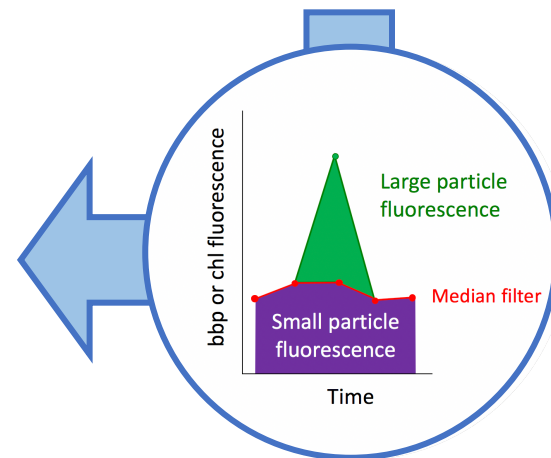 bbp or chl fluorescence
Large particle
fluorescence
Median filter
Small particle
fluorescence
Time